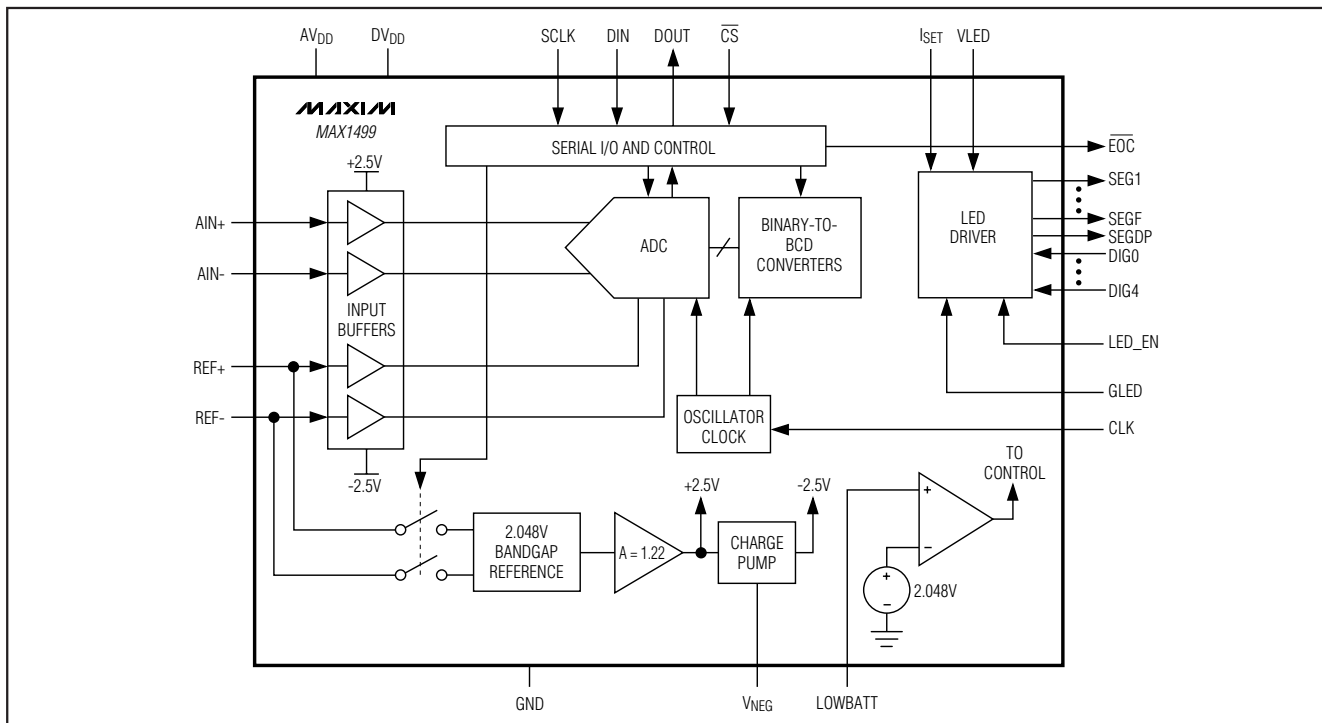 AVDD DVDD SCLK DIN DOUT CS ISET VLED
MAXIM
MAX1499
+2.5V
SERIAL I/O AND CONTROL
EOC
SEG1
SEGF
SEGDP
DIG0
DIG4
LED
DRIVER
AIN+
AIN-
ADC
BINARY-TO-
BCD
CONVERTERS
INPUT
BUFFERS
LED_EN
REF+
REF-
GLED
OSCILLATOR
CLOCK
CLK
-2.5V
+2.5V
-2.5V
TO
CONTROL
2.048V
BANDGAP
REFERENCE
A = 1.22
CHARGE
PUMP
+
-
+
-
2.048V
GND VNEG LOWBATT